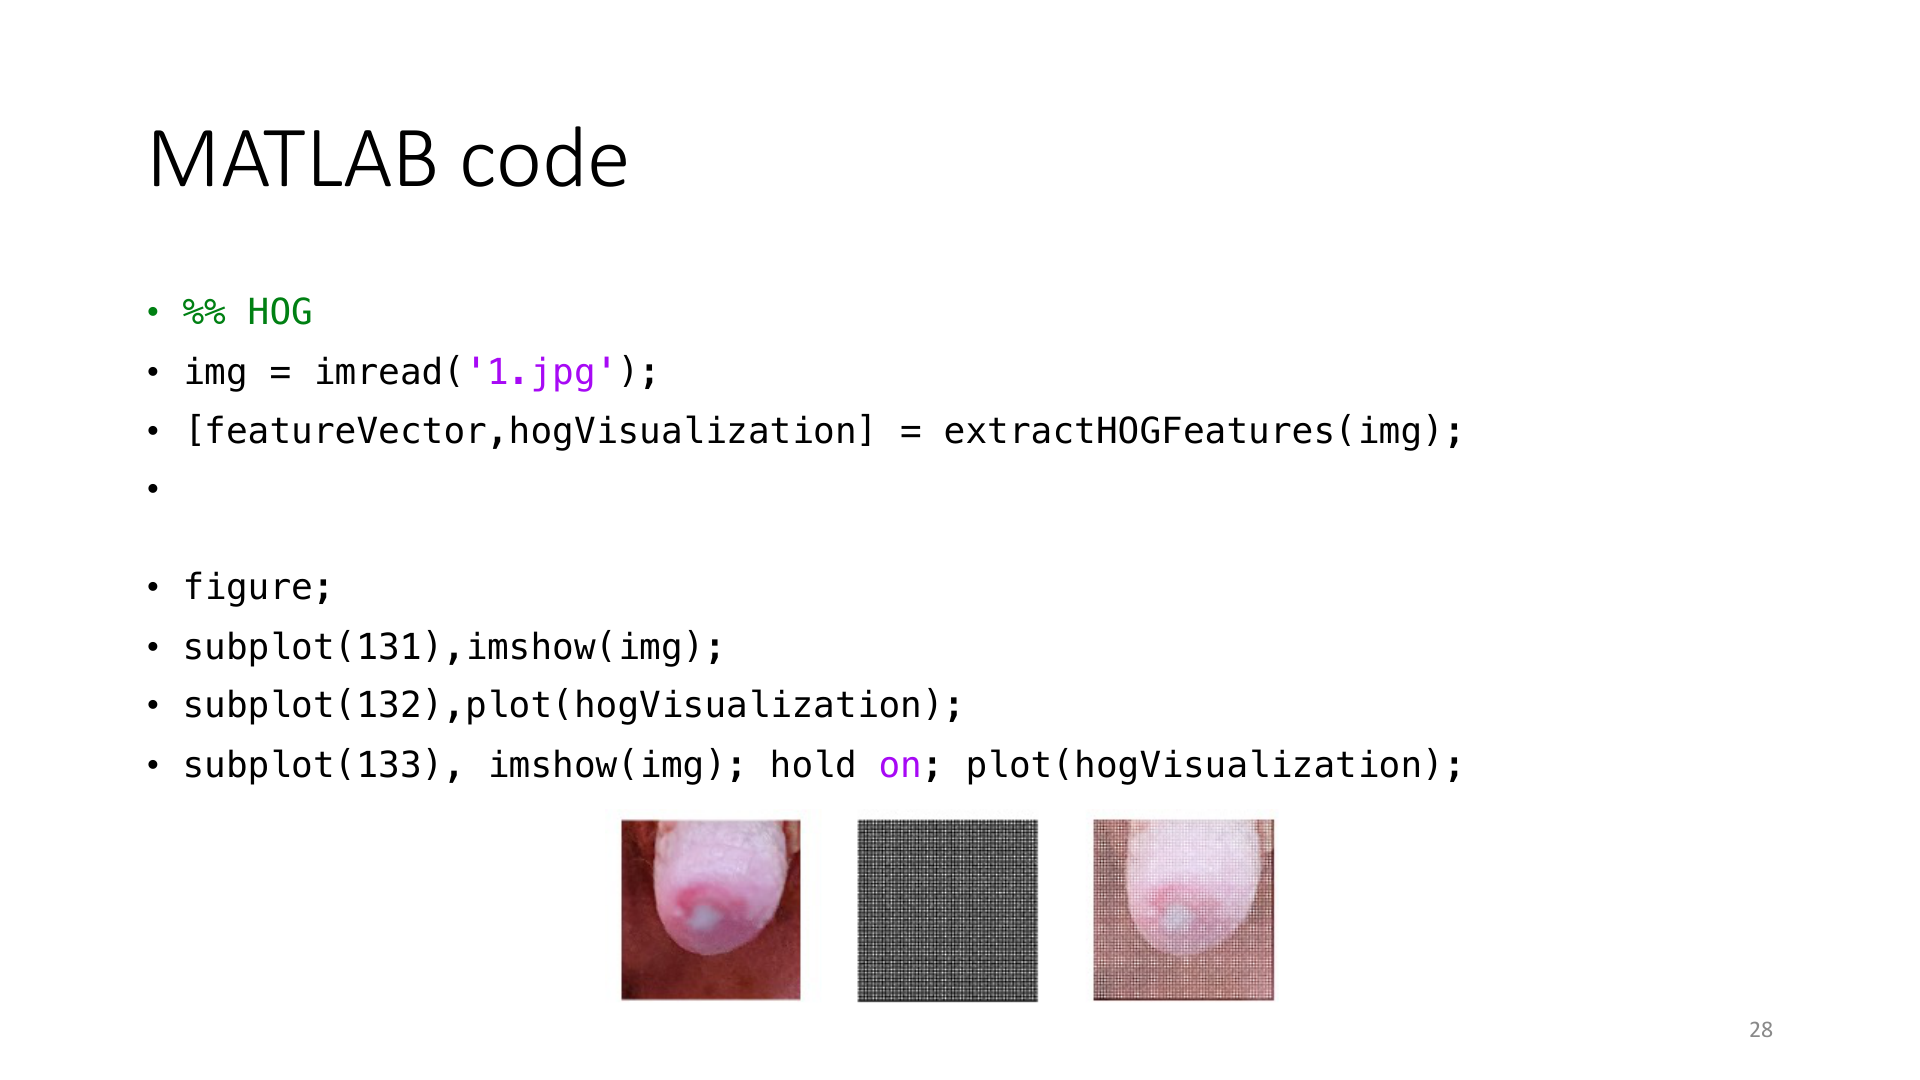 MATLAB code
• %% HOG
• img = imread('1.jpg');
• [featureVector,hogVisualization] = extractHOGFeatures(img);
•
• figure;
• subplot(131),imshow(img);
• subplot(132),plot(hogVisualization);
• subplot(133), imshow(img); hold on; plot(hogVisualization);
28